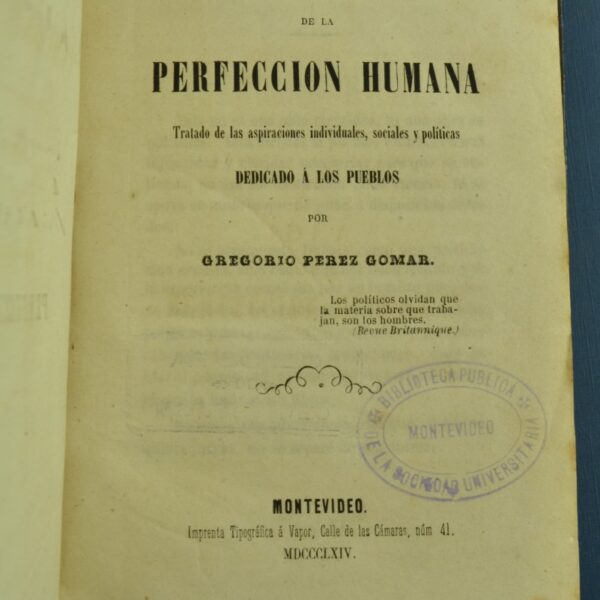 DE LA
PERFECCION HUMANA
Tratado de las aspiraciones individuales, sociales y políticas
DEDICADO Á LOS PUEBLOS
POR
GREGORIO PEREZ GOMAR.
Los políticos olvidan que
la materia sobre que traba-
jan, son los hombres.
(Revue Britannique.)
BIBLIOTECA PUBLICA
MONTEVIDEO
DE LA SOCIEDAD UNIVERSITARIA
MONTEVIDEO.
Imprenta Tipográfica á Vapor, Calle de las Cámaras, núm 41.
MDCCCLXIV.